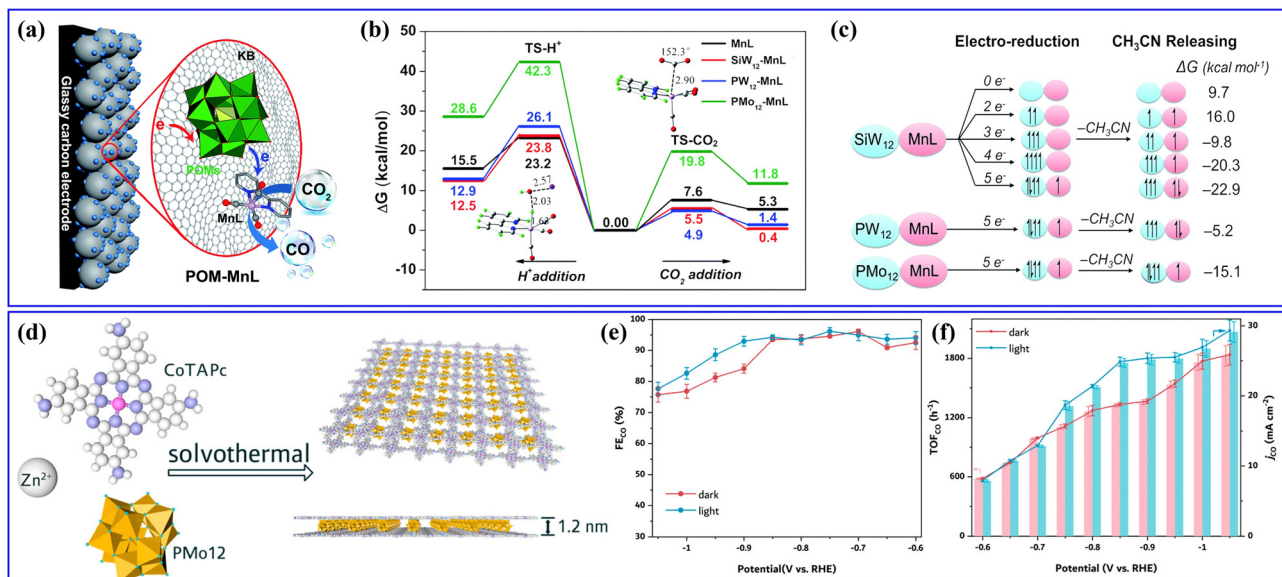 (a)
Glassy carbon electrode
KB
e
POMs
e
MnL
CO2
CO
POM-MnL
(b)
ΔG (kcal/mol)
50
40
30
20
10
0
-10
TS-H+
42.3
28.6
26.1
23.8
23.2
15.5
12.9
12.5
2.57
2.03
1.63
0.00
152.3°
2.90
MnL
SiW12-MnL
PW12-MnL
PMo12-MnL
TS-CO2
19.8
11.8
7.6
5.3
5.5
4.9
1.4
0.4
H+addition
CO2 addition
(c)
Electro-reduction
CH3CN Releasing
ΔG (kcal mol-1)
SiW12 MnL
0 e-
2 e-
3 e-
4 e-
5 e-
–CH3CN
9.7
16.0
–9.8
–20.3
–22.9
PW12 MnL 5 e- –CH3CN –5.2
PMo12 MnL 5 e- –CH3CN –15.1
(d)
CoTAPc
Zn2+
solvothermal
PMo12
1.2 nm
(e)
FECO (%)
100
90
80
70
60
50
40
30
dark
light
-1 -0.9 -0.8 -0.7 -0.6
Potential(V vs. RHE)
(f)
dark
light
TOFCO (h-1)
1800
1200
600
0
jCO (mA cm-2)
30
20
10
0
-0.6 -0.7 -0.8 -0.9 -1
Potential (V vs. RHE)